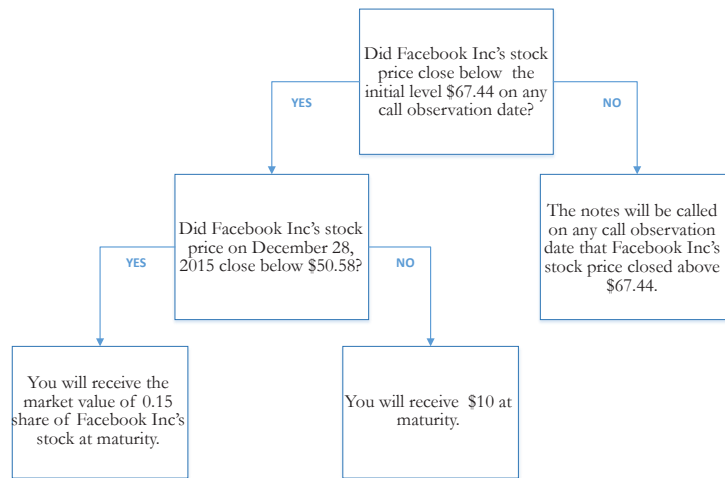 Did Facebook Inc's stock
price close below the
initial level $67.44 on any
call observation date?
YES
NO
Did Facebook Inc's stock
price on December 28,
2015 close below $50.58?
The notes will be called
on any call observation
date that Facebook Inc's
stock price closed above
$67.44.
YES
NO
You will receive the
market value of 0.15
share of Facebook Inc's
stock at maturity.
You will receive $10 at
maturity.